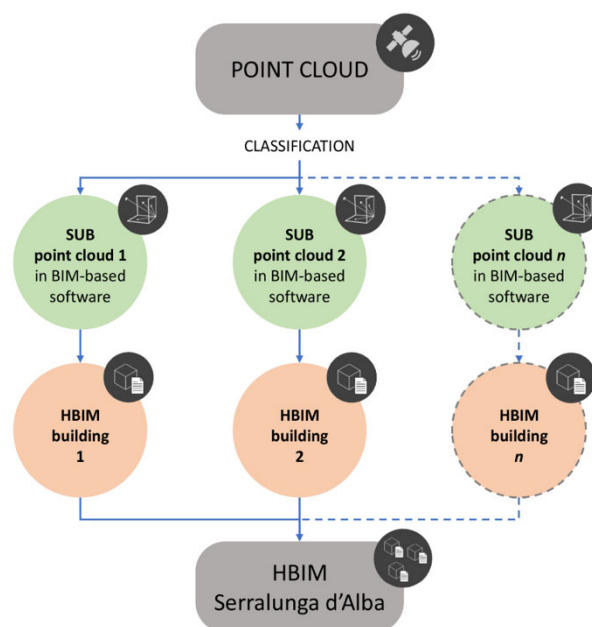 POINT CLOUD
CLASSIFICATION
SUB
point cloud 1
in BIM-based
software
SUB
point cloud 2
in BIM-based
software
SUB
point cloud n
in BIM-based
software
HBIM
building
1
HBIM
building
2
HBIM
building
n
HBIM
Serralunga d’Alba